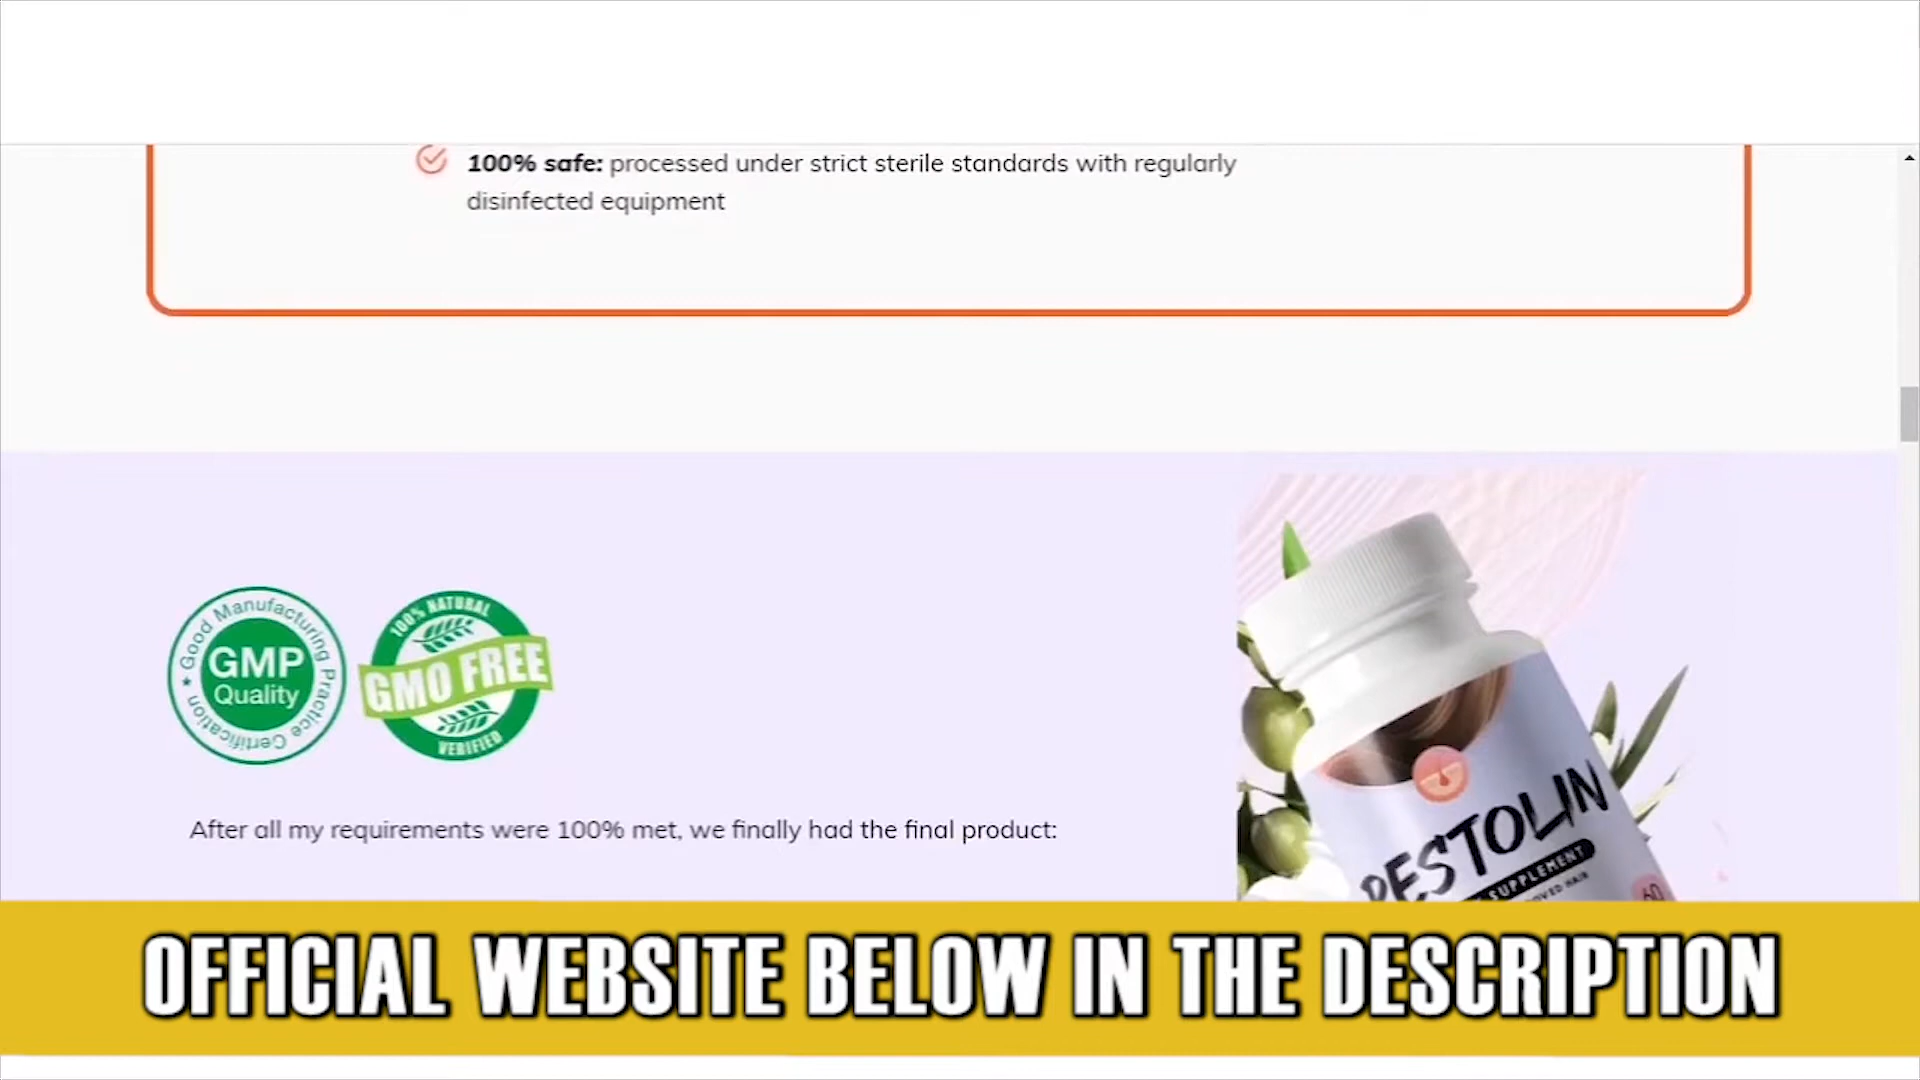 100% safe: processed under strict sterile standards with regularly
disinfected equipment
Good Manufacturing Practice Certification
GMP
Quality
100% NATURAL
GMO FREE
VERIFIED
After all my requirements were 100% met, we finally had the final product:
RESTOLIN
SUPPLEMENT
60
OFFICIAL WEBSITE BELOW IN THE DESCRIPTION